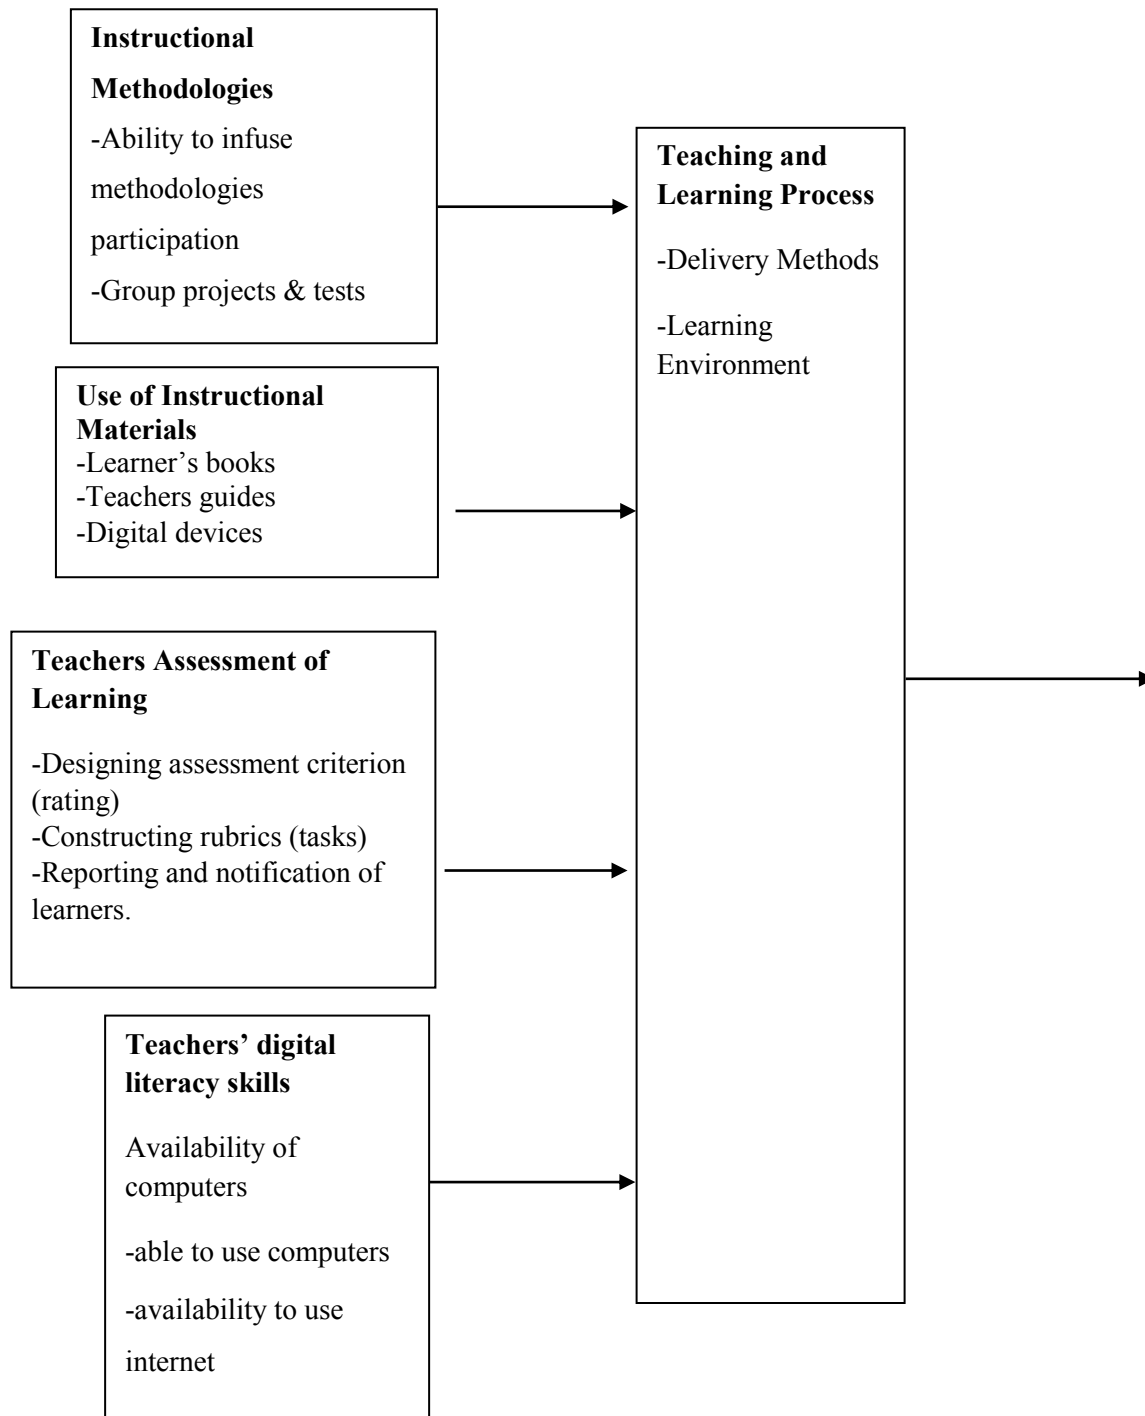 Instructional
Methodologies
-Ability to infuse
methodologies
participation
-Group projects & tests
Use of Instructional
Materials
-Learner’s books
-Teachers guides
-Digital devices
Teachers Assessment of
Learning
-Designing assessment criterion
(rating)
-Constructing rubrics (tasks)
-Reporting and notification of
learners.
Teachers’ digital
literacy skills
Availability of
computers
-able to use computers
-availability to use
internet
Teaching and
Learning Process
-Delivery Methods
-Learning
Environment